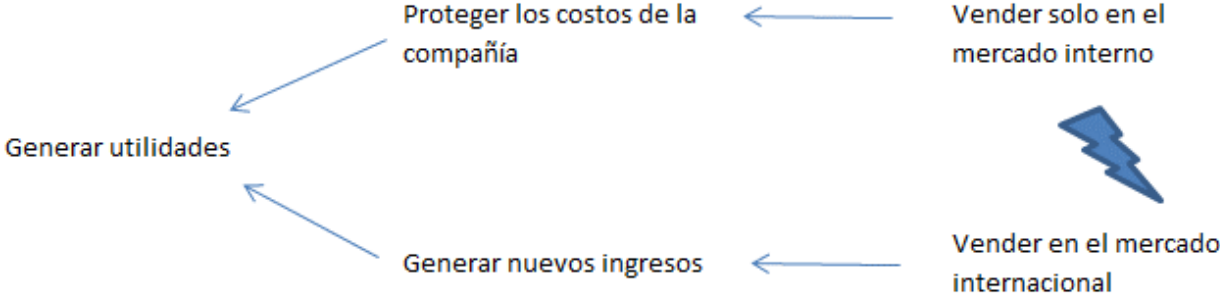 Proteger los costos de la
compañía
Vender solo en el
mercado interno
Generar utilidades
Generar nuevos ingresos
Vender en el mercado
internacional